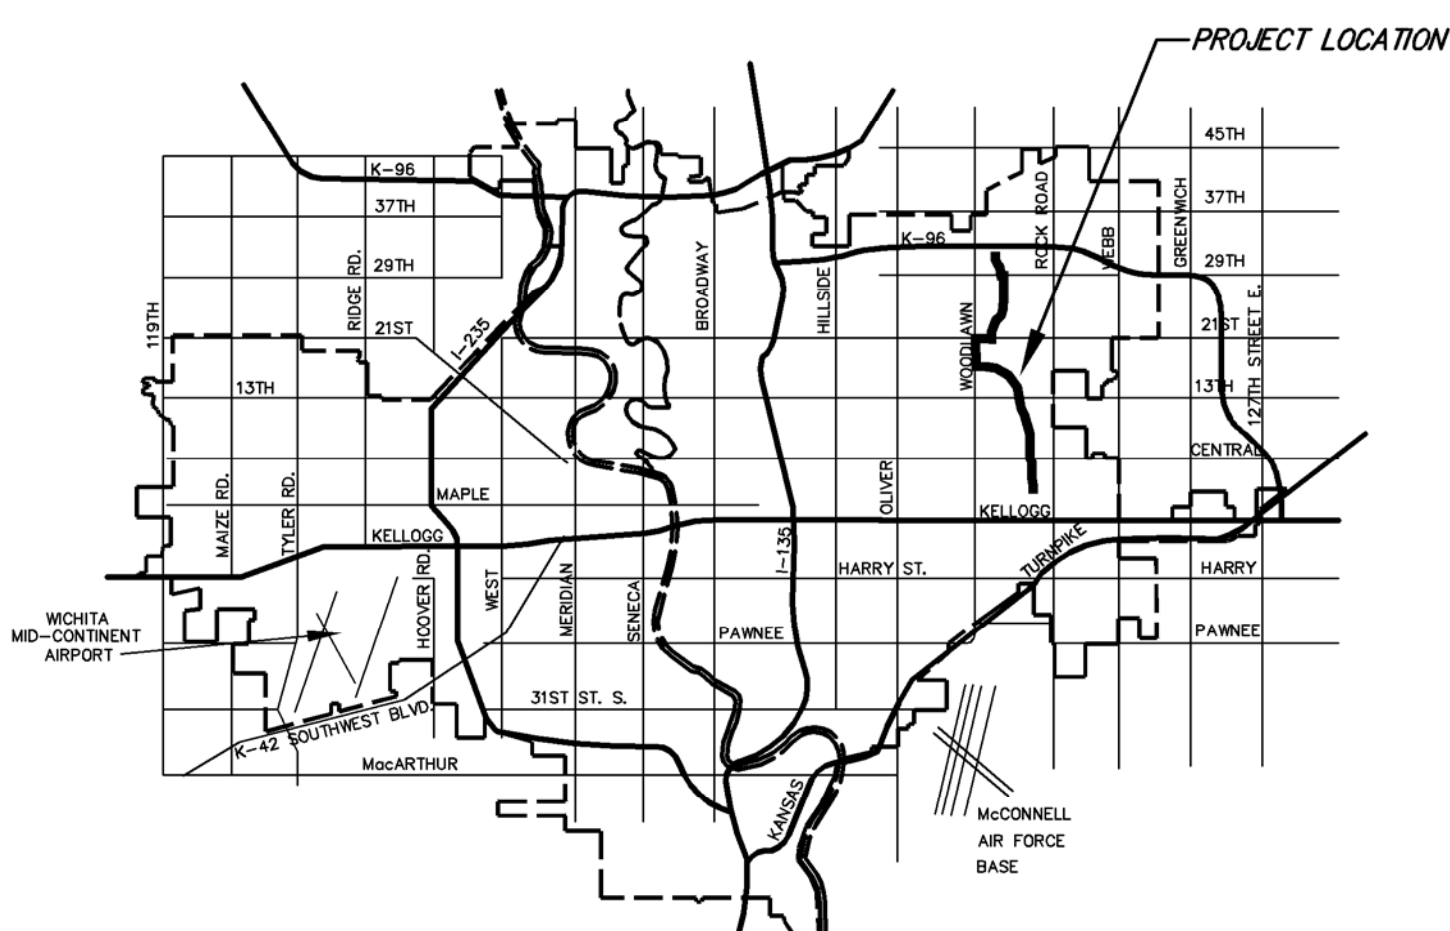 PROJECT LOCATION
45TH
K-96
37TH
ROCK ROAD
GREENWICH
37TH
K-96
WEBB
RIDGE RD.
29TH
BROADWAY
HILLSIDE
29TH
119TH
21ST
I-235
WOODLAWN
21ST
127TH STREET E.
13TH
13TH
CENTRAL
MAIZE RD.
TYLER RD.
MAPLE
OLIVER
KELLOGG
KELLOGG
I-135
TURNPIKE
HOOVER RD.
WEST
MERIDIAN
SENECA
HARRY ST.
HARRY
WICHITA
MID-CONTINENT
AIRPORT
PAWNEE
PAWNEE
31ST ST. S.
K-42 SOUTHWEST BLVD.
MacARTHUR
KANSAS
McCONNELL
AIR FORCE
BASE